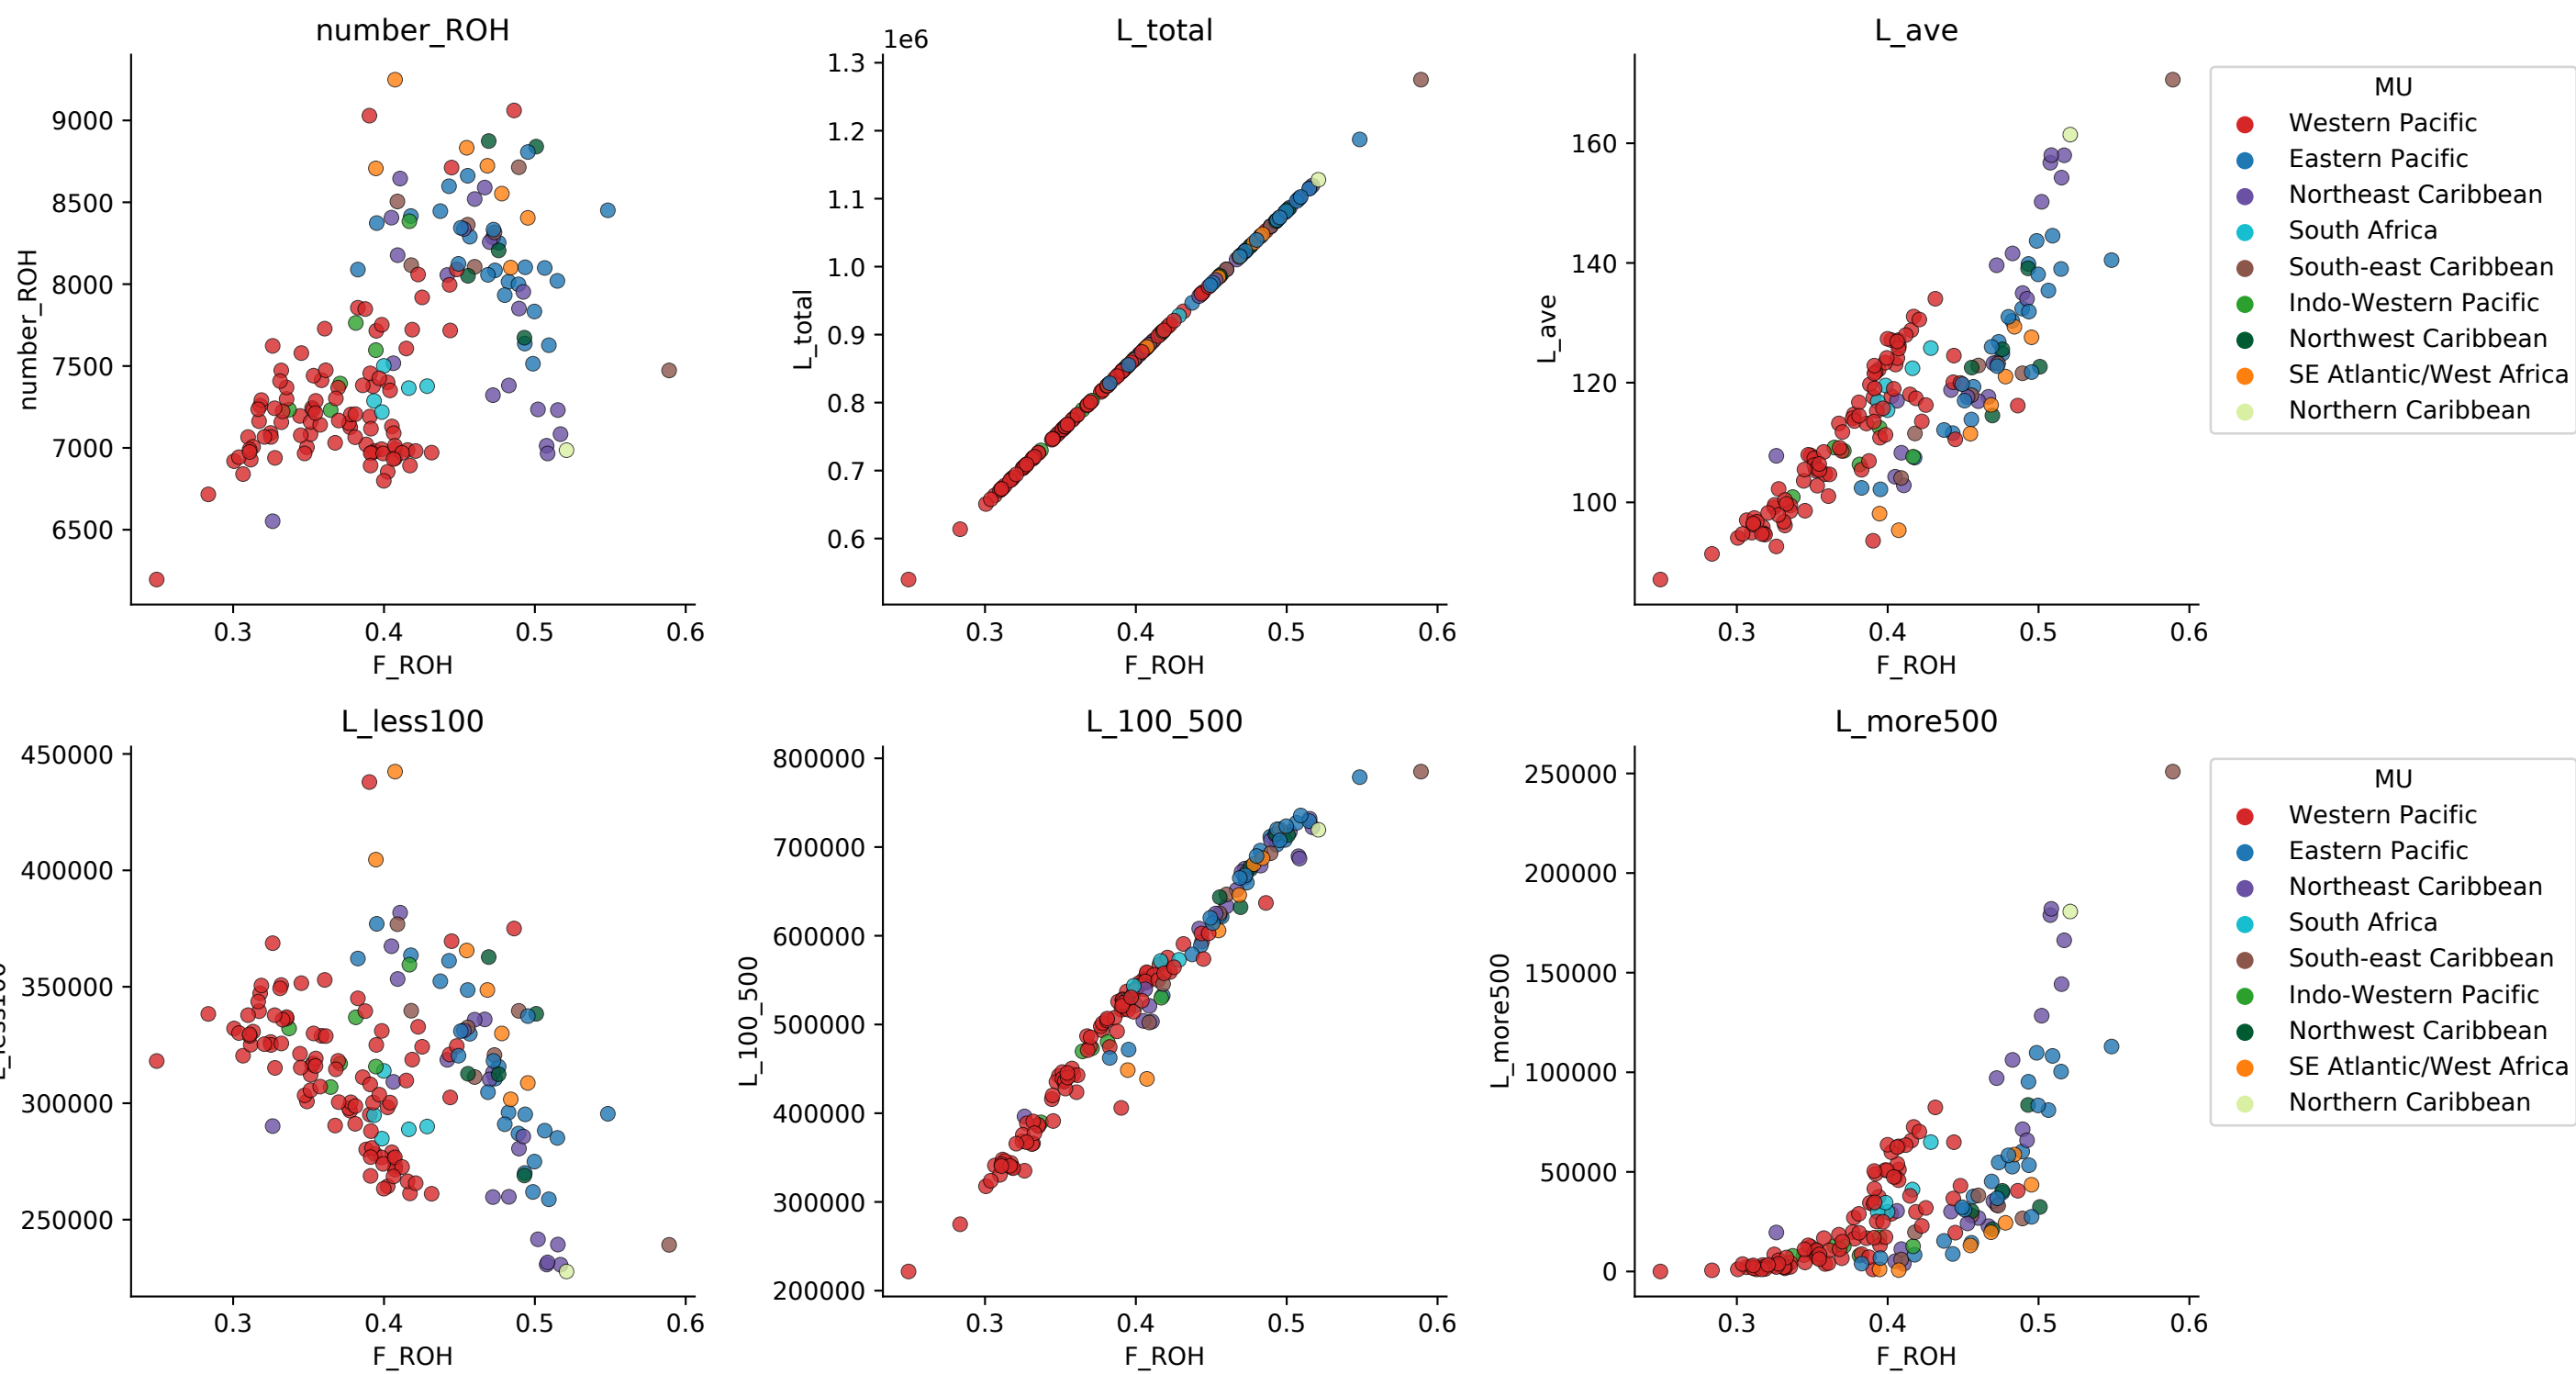 number_ROH
number_ROH
9000
8500
8000
7500
7000
6500
0.3 0.4 0.5 0.6
F_ROH
L_total
1e6
L_total
1.3
1.2
1.1
1.0
0.9
0.8
0.7
0.6
0.3 0.4 0.5 0.6
F_ROH
L_ave
L_ave
160
140
120
100
0.3 0.4 0.5 0.6
F_ROH
MU
Western Pacific
Eastern Pacific
Northeast Caribbean
South Africa
South-east Caribbean
Indo-Western Pacific
Northwest Caribbean
SE Atlantic/West Africa
Northern Caribbean
L_less100
L_less100
450000
400000
350000
300000
250000
0.3 0.4 0.5 0.6
F_ROH
L_100_500
L_100_500
800000
700000
600000
500000
400000
300000
200000
0.3 0.4 0.5 0.6
F_ROH
L_more500
L_more500
250000
200000
150000
100000
50000
0
0.3 0.4 0.5 0.6
F_ROH
MU
Western Pacific
Eastern Pacific
Northeast Caribbean
South Africa
South-east Caribbean
Indo-Western Pacific
Northwest Caribbean
SE Atlantic/West Africa
Northern Caribbean